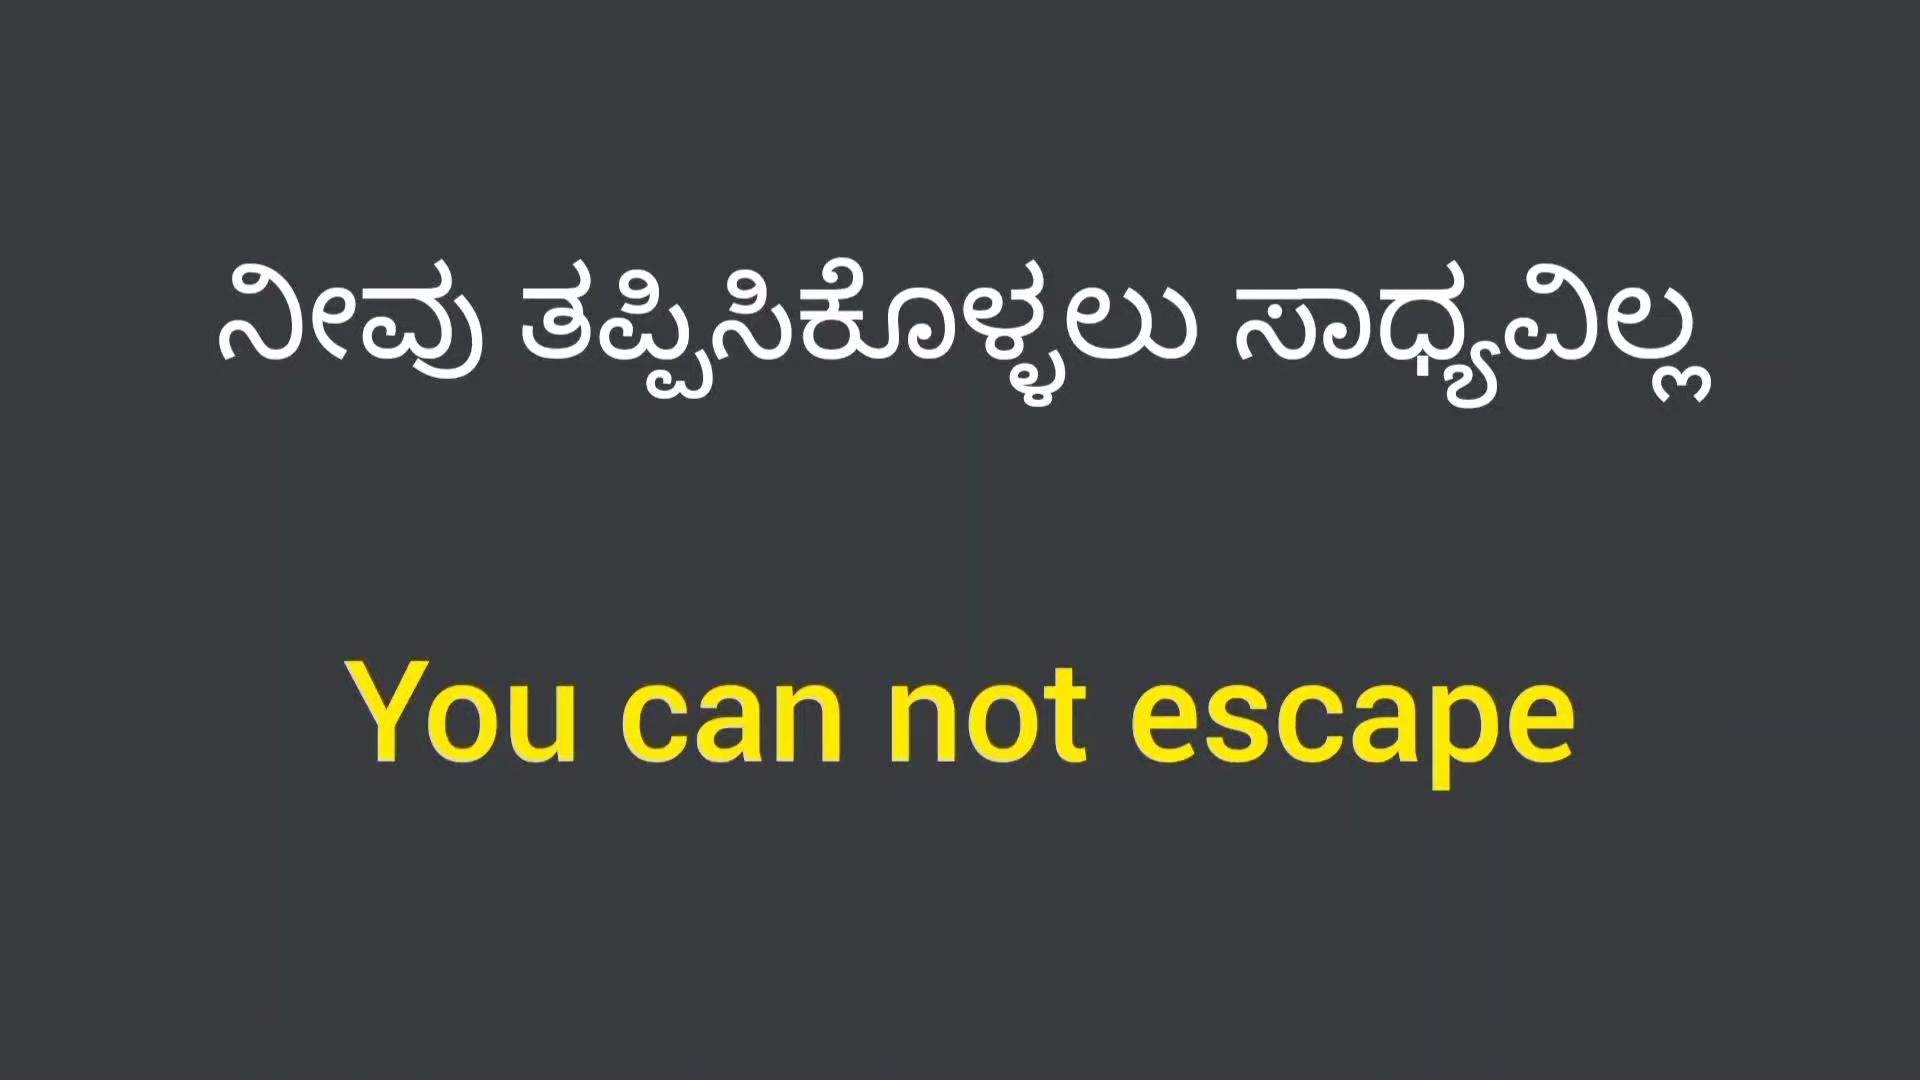 ನೀವು ತಪ್ಪಿಸಿಕೊಳ್ಳಲು ಸಾಧ್ಯವಿಲ್ಲ
You can not escape